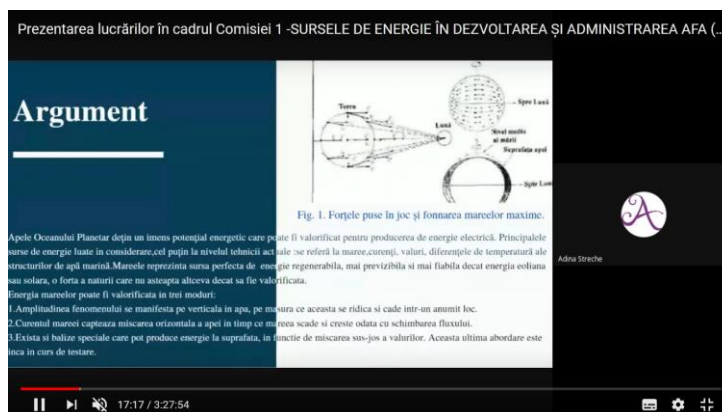 Prezentarea lucrărilor în cadrul Comisiei 1 -SURSELE DE ENERGIE ÎN DEZVOLTAREA ȘI ADMINISTRAREA AFA (...
Argument
Terra
Lună
Spre Lună
Nivel mediu
al mării
Suprafața apei
Spre Lun
Fig. 1. Forțele puse în joc și fonnarea mareelor maxime.
Apele Oceanului Planetar dețin un imens potențial energetic care poate fi valorificat pentru producerea de energie electrică. Principalele
surse de energie luate in considerare,cel puțin la nivelul tehnicii actuale :se referă la maree,curenți, valuri, diferențele de temperatură ale
structurilor de apă marină.Mareele reprezinta sursa perfecta de energie regenerabila, mai previzibila si mai fiabila decat energia eoliana
sau solara, o forta a naturii care nu asteapta altceva decat sa fie valorificata.
Energia mareelor poate fi valorificata in trei moduri:
1.Amplitudinea fenomenului se manifesta pe verticala in apa, pe masura ce aceasta se ridica si cade intr-un anumit loc.
2.Curentul mareei capteaza miscarea orizontala a apei in timp ce mareea scade si creste odata cu schimbarea fluxului.
3.Exista si balize speciale care pot produce energie la suprafata, in functie de miscarea sus-jos a valurilor. Aceasta ultima abordare este
inca in curs de testare.
A
Adina Streche
17:17 / 3:27:54